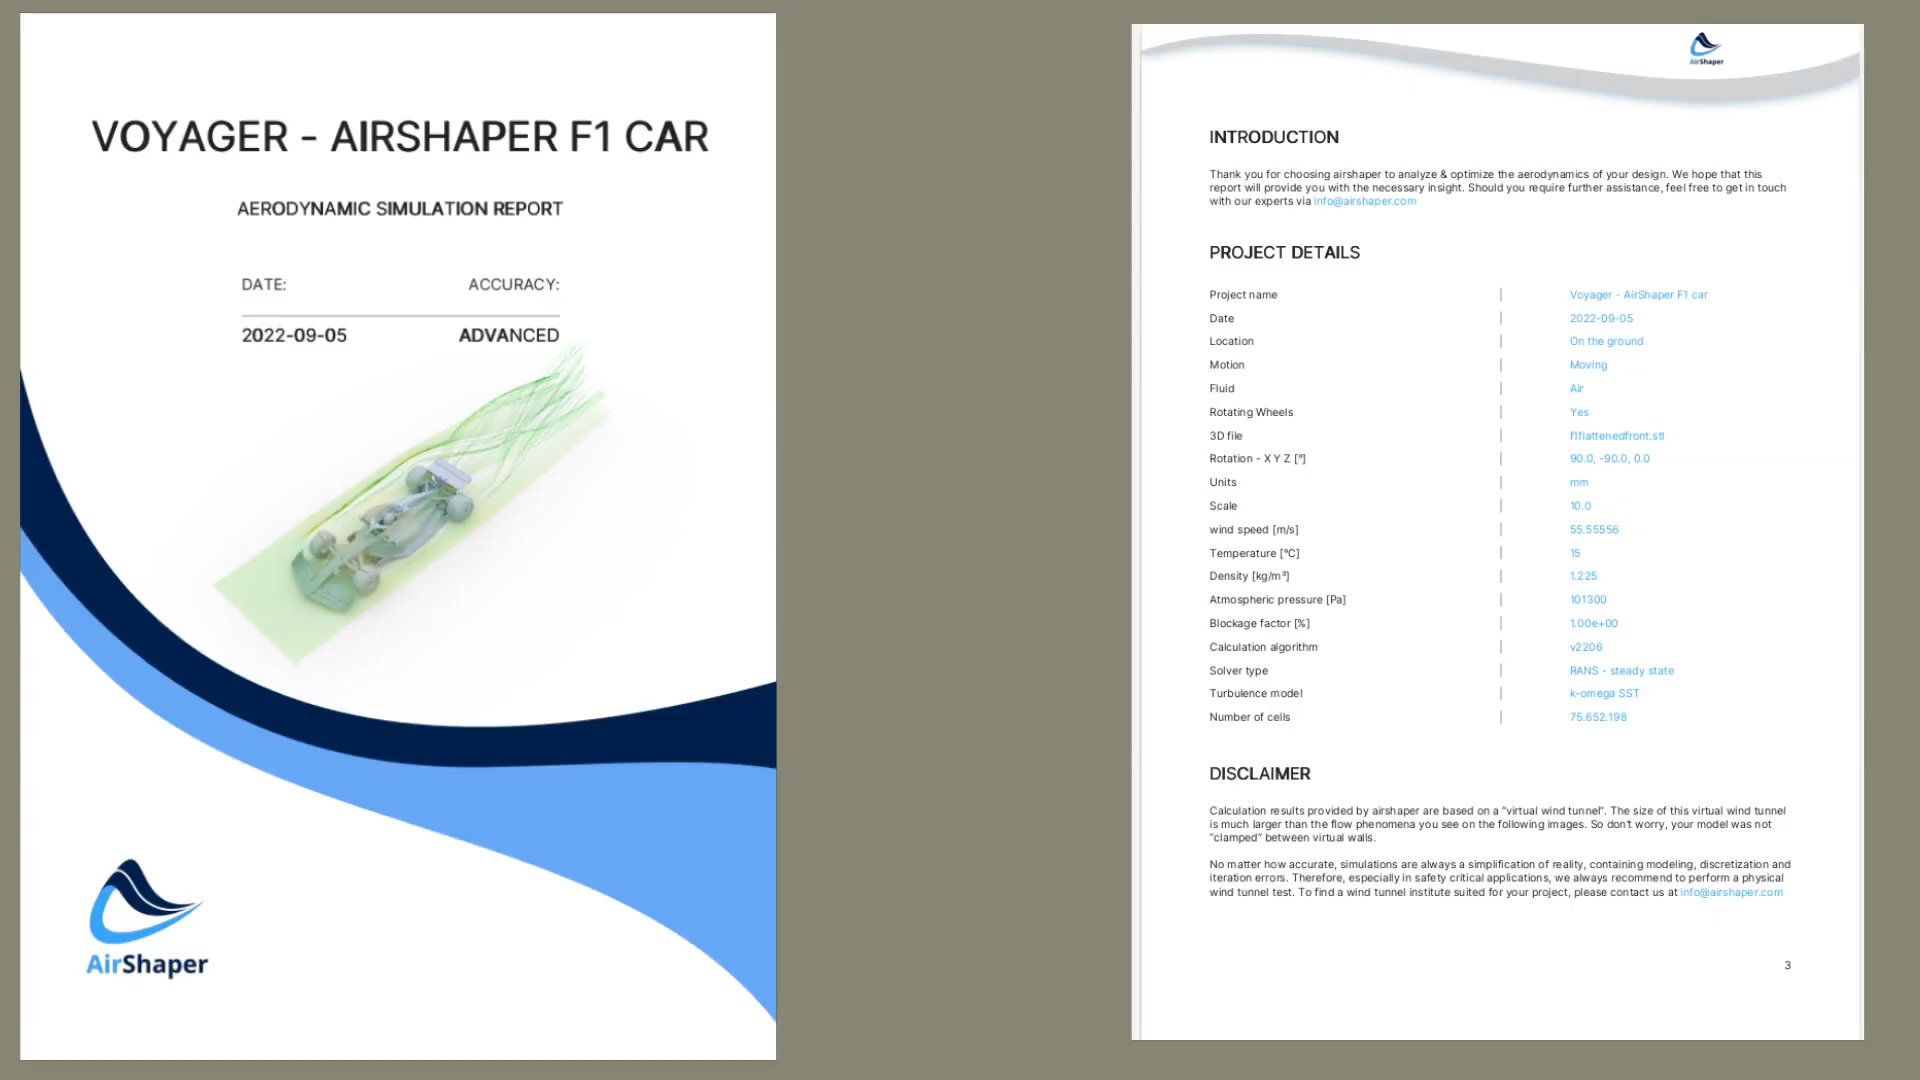 VOYAGER - AIRSHAPER F1 CAR
AERODYNAMIC SIMULATION REPORT
DATE: ACCURACY:
2022-09-05 ADVANCED
AirShaper
AirShaper
INTRODUCTION
Thank you for choosing airshaper to analyze & optimize the aerodynamics of your design. We hope that this
report will provide you with the necessary insight. Should you require further assistance, feel free to get in touch
with our experts via info@airshaper.com
PROJECT DETAILS
Project name | Voyager - AirShaper F1 car
Date | 2022-09-05
Location | On the ground
Motion | Moving
Fluid | Air
Rotating Wheels | Yes
3D file | f1flattenedfront.stl
Rotation - X Y Z [°] | 90.0, -90.0, 0.0
Units | mm
Scale | 10.0
wind speed [m/s] | 55.55556
Temperature [°C] | 15
Density [kg/m³] | 1.225
Atmospheric pressure [Pa] | 101300
Blockage factor [%] | 1.00e+00
Calculation algorithm | v2206
Solver type | RANS - steady state
Turbulence model | k-omega SST
Number of cells | 75.652.198
DISCLAIMER
Calculation results provided by airshaper are based on a “virtual wind tunnel”. The size of this virtual wind tunnel
is much larger than the flow phenomena you see on the following images. So don't worry, your model was not
“clamped” between virtual walls.
No matter how accurate, simulations are always a simplification of reality, containing modeling, discretization and
iteration errors. Therefore, especially in safety critical applications, we always recommend to perform a physical
wind tunnel test. To find a wind tunnel institute suited for your project, please contact us at info@airshaper.com
3